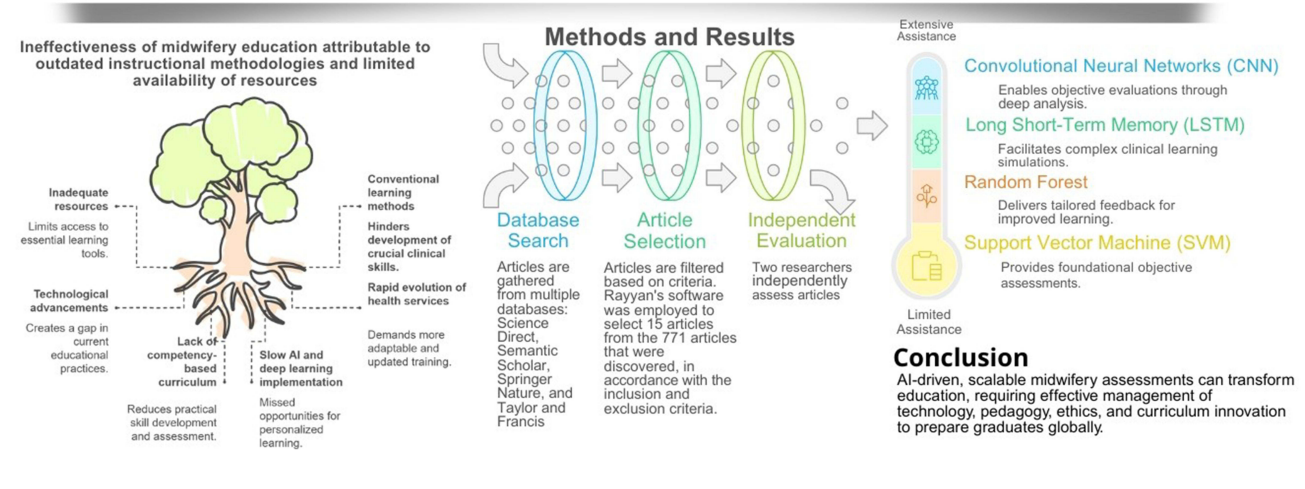 Ineffectiveness of midwifery education attributable to
outdated instructional methodologies and limited
availability of resources
Inadequate
resources
Limits access to
essential learning
tools.
Technological
advancements
Creates a gap in
current
educational
practices.
Lack of
competency-
based
curriculum
Reduces practical
skill development
and assessment.
Slow AI and
deep learning
implementation
Missed
opportunities for
personalized
learning.
Conventional
learning
methods
Hinders
development of
crucial clinical
skills.
Rapid evolution of
health services
Demands more
adaptable and
updated training.
Methods and Results
Database
Search
Articles are
gathered
from multiple
databases:
Science
Direct,
Semantic
Scholar,
Springer
Nature, and
Taylor and
Francis
Article
Selection
Articles are filtered
based on criteria.
Rayyan's software
was employed to
select 15 articles
from the 771 articles
that were
discovered, in
accordance with the
inclusion and
exclusion criteria.
Independent
Evaluation
Two researchers
independently
assess articles
Extensive
Assistance
Convolutional Neural Networks (CNN)
Enables objective evaluations through
deep analysis.
Long Short-Term Memory (LSTM)
Facilitates complex clinical learning
simulations.
Random Forest
Delivers tailored feedback for
improved learning.
Support Vector Machine (SVM)
Provides foundational objective
assessments.
Limited
Assistance
Conclusion
AI-driven, scalable midwifery assessments can transform
education, requiring effective management of
technology, pedagogy, ethics, and curriculum innovation
to prepare graduates globally.